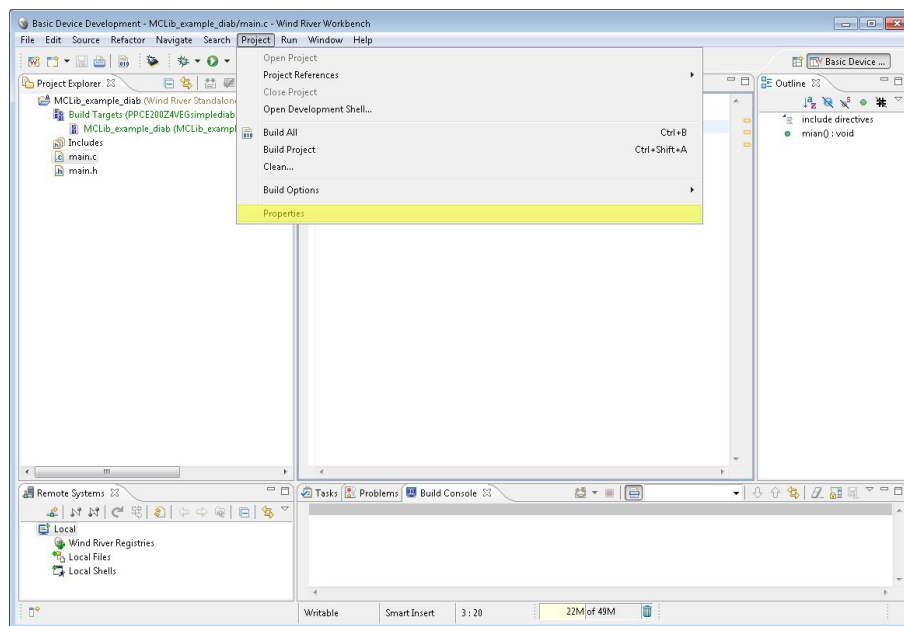 Basic Device Development - MCLib_example_diab/main.c - Wind River Workbench
File Edit Source Refactor Navigate Search Project Run Window Help
Basic Device ...
Project Explorer
MCLib_example_diab (Wind River Standalon
Build Targets (PPCE200Z4VEGsimplediab
MCLib_example_diab (MCLib_exampl
Includes
main.c
main.h
Open Project
Project References
Close Project
Open Development Shell...
Build All Ctrl+B
Build Project Ctrl+Shift+A
Clean...
Build Options
Properties
Outline
include directives
mian() : void
Remote Systems
Local
Wind River Registries
Local Files
Local Shells
Tasks Problems Build Console
Writable Smart Insert 3 : 20 22M of 49M